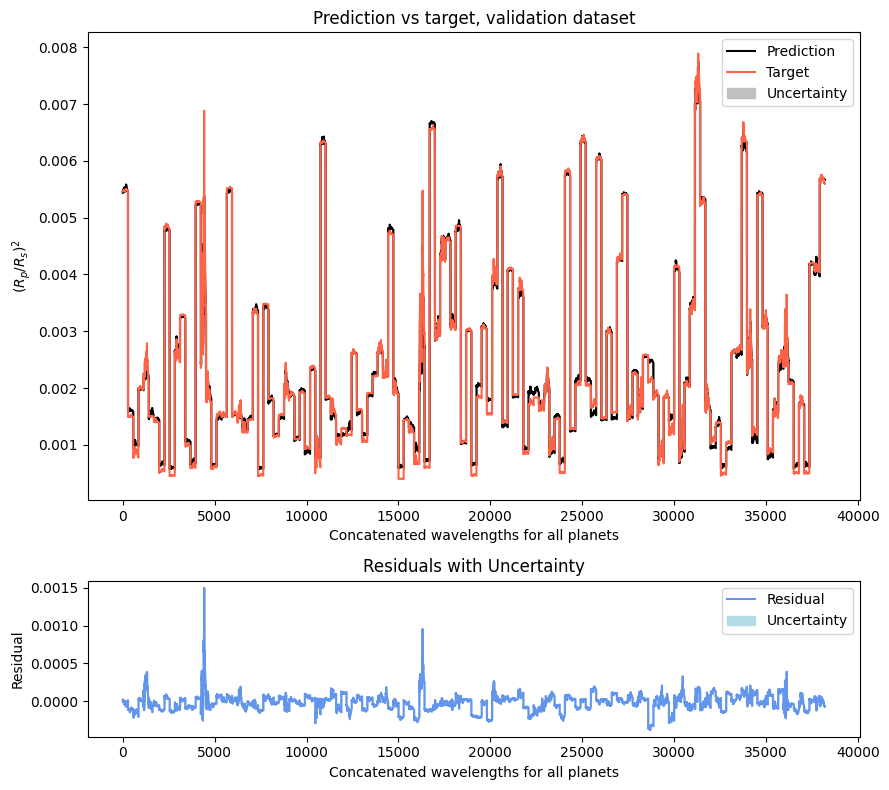 Prediction vs target, validation dataset
Prediction
Target
Uncertainty
0.008
0.007
0.006
0.005
0.004
0.003
0.002
0.001
(R_p/R_s)^2
0 5000 10000 15000 20000 25000 30000 35000 40000
Concatenated wavelengths for all planets
Residuals with Uncertainty
Residual
Uncertainty
0.0015
0.0010
0.0005
0.0000
Residual
0 5000 10000 15000 20000 25000 30000 35000 40000
Concatenated wavelengths for all planets